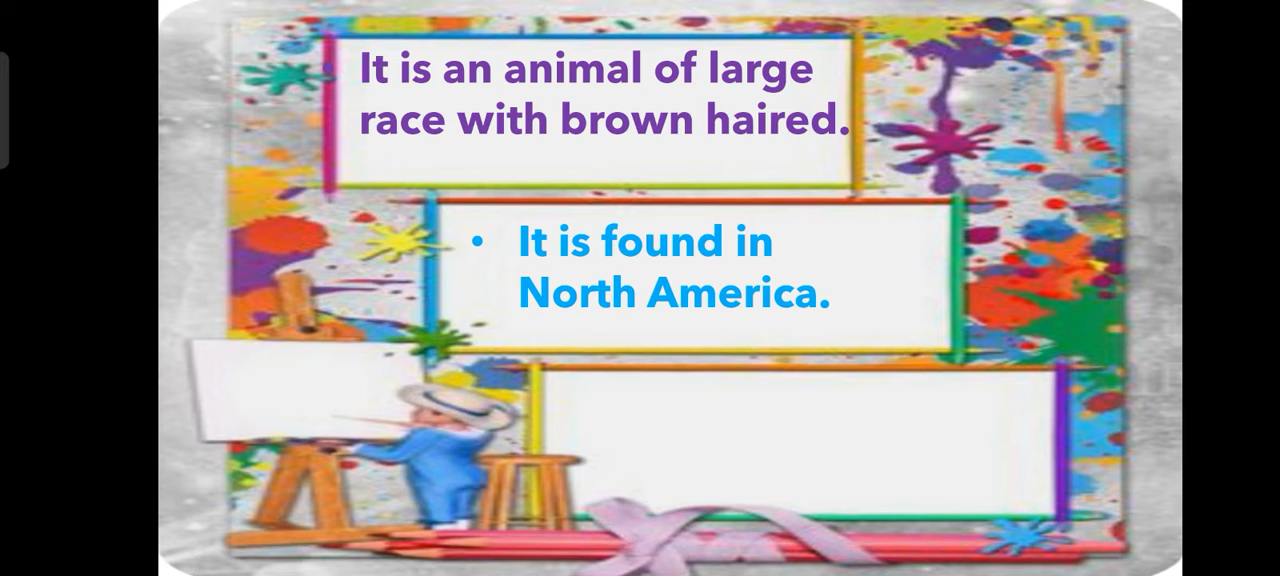 It is an animal of large
race with brown haired.
• It is found in
North America.